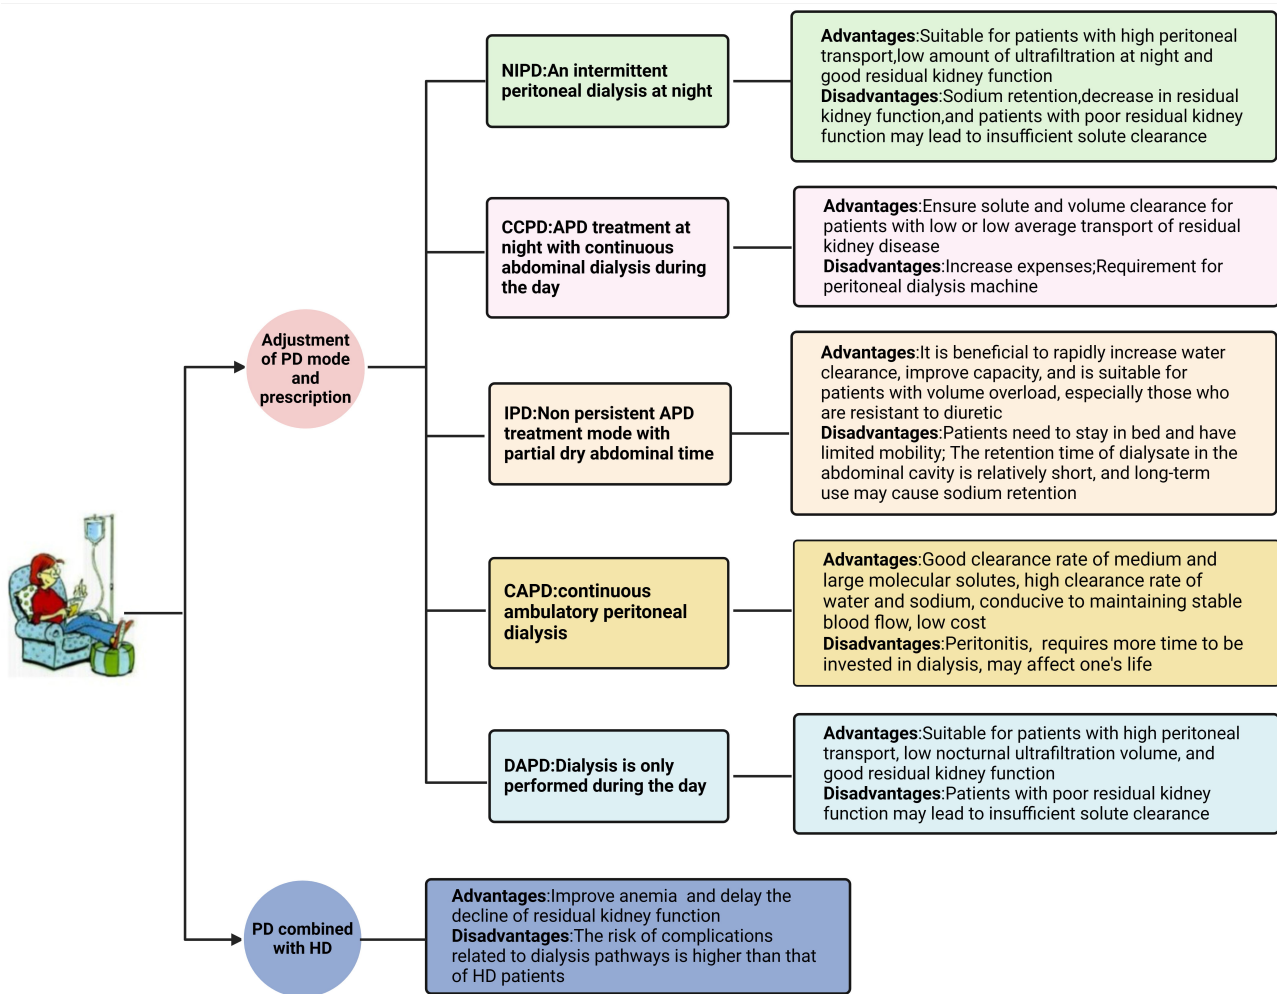 NIPD:An intermittent
peritoneal dialysis at night
Advantages:Suitable for patients with high peritoneal
transport,low amount of ultrafiltration at night and
good residual kidney function
Disadvantages:Sodium retention,decrease in residual
kidney function,and patients with poor residual kidney
function may lead to insufficient solute clearance
CCPD:APD treatment at
night with continuous
abdominal dialysis during
the day
Advantages:Ensure solute and volume clearance for
patients with low or low average transport of residual
kidney disease
Disadvantages:Increase expenses;Requirement for
peritoneal dialysis machine
Adjustment
of PD mode
and
prescription
IPD:Non persistent APD
treatment mode with
partial dry abdominal time
Advantages:It is beneficial to rapidly increase water
clearance, improve capacity, and is suitable for
patients with volume overload, especially those who
are resistant to diuretic
Disadvantages:Patients need to stay in bed and have
limited mobility; The retention time of dialysate in the
abdominal cavity is relatively short, and long-term
use may cause sodium retention
CAPD:continuous
ambulatory peritoneal
dialysis
Advantages:Good clearance rate of medium and
large molecular solutes, high clearance rate of
water and sodium, conducive to maintaining stable
blood flow, low cost
Disadvantages:Peritonitis, requires more time to be
invested in dialysis, may affect one's life
DAPD:Dialysis is only
performed during the day
Advantages:Suitable for patients with high peritoneal
transport, low nocturnal ultrafiltration volume, and
good residual kidney function
Disadvantages:Patients with poor residual kidney
function may lead to insufficient solute clearance
PD combined
with HD
Advantages:Improve anemia and delay the
decline of residual kidney function
Disadvantages:The risk of complications
related to dialysis pathways is higher than that
of HD patients